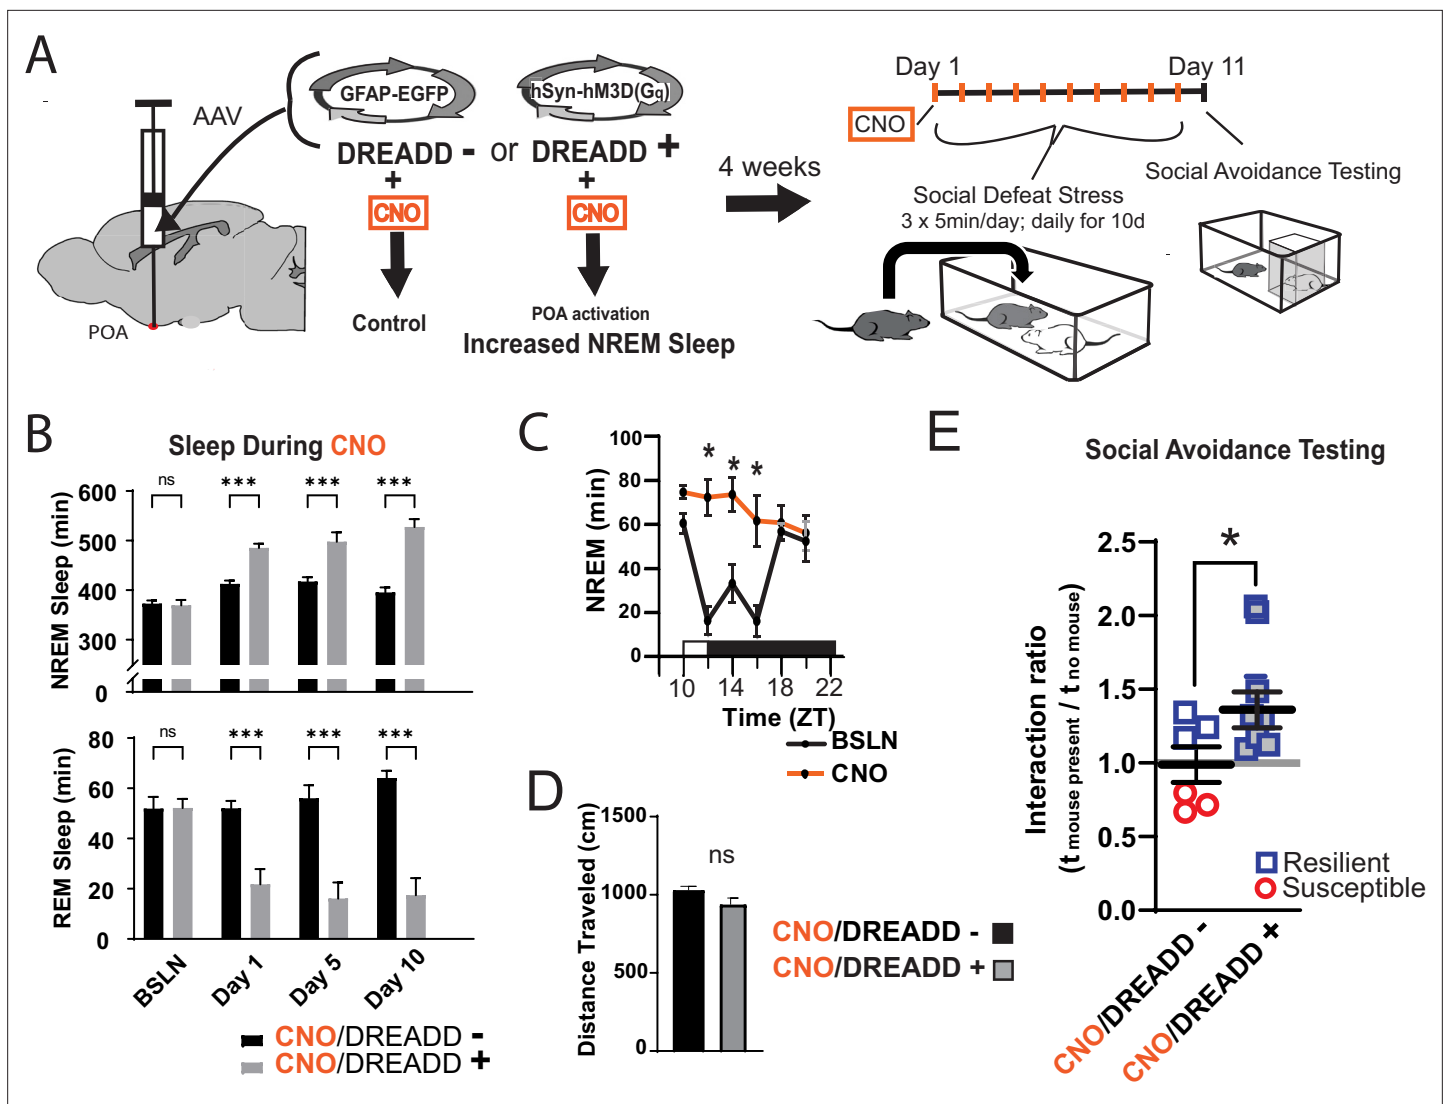 A
AAV
GFAP-EGFP
hSyn-hM3D(Gq)
DREADD - or DREADD +
+
+
CNO
CNO
Control
POA activation
Increased NREM Sleep
POA
4 weeks
Day 1
Day 11
CNO
Social Defeat Stress
3 x 5min/day; daily for 10d
Social Avoidance Testing
B
Sleep During CNO
NREM Sleep (min)
600
500
400
300
0
ns
***
***
***
REM Sleep (min)
80
60
40
20
0
ns
***
***
***
BSLN
Day 1
Day 5
Day 10
CNO/DREADD -
CNO/DREADD +
C
NREM (min)
100
80
60
40
20
0
*
*
*
10
14
18
22
Time (ZT)
BSLN
CNO
D
Distance Traveled (cm)
1500
1000
500
0
ns
CNO/DREADD -
CNO/DREADD +
E
Social Avoidance Testing
Interaction ratio
(t mouse present / t no mouse)
2.5
2.0
1.5
1.0
0.5
0.0
*
Resilient
Susceptible
CNO/DREADD -
CNO/DREADD +